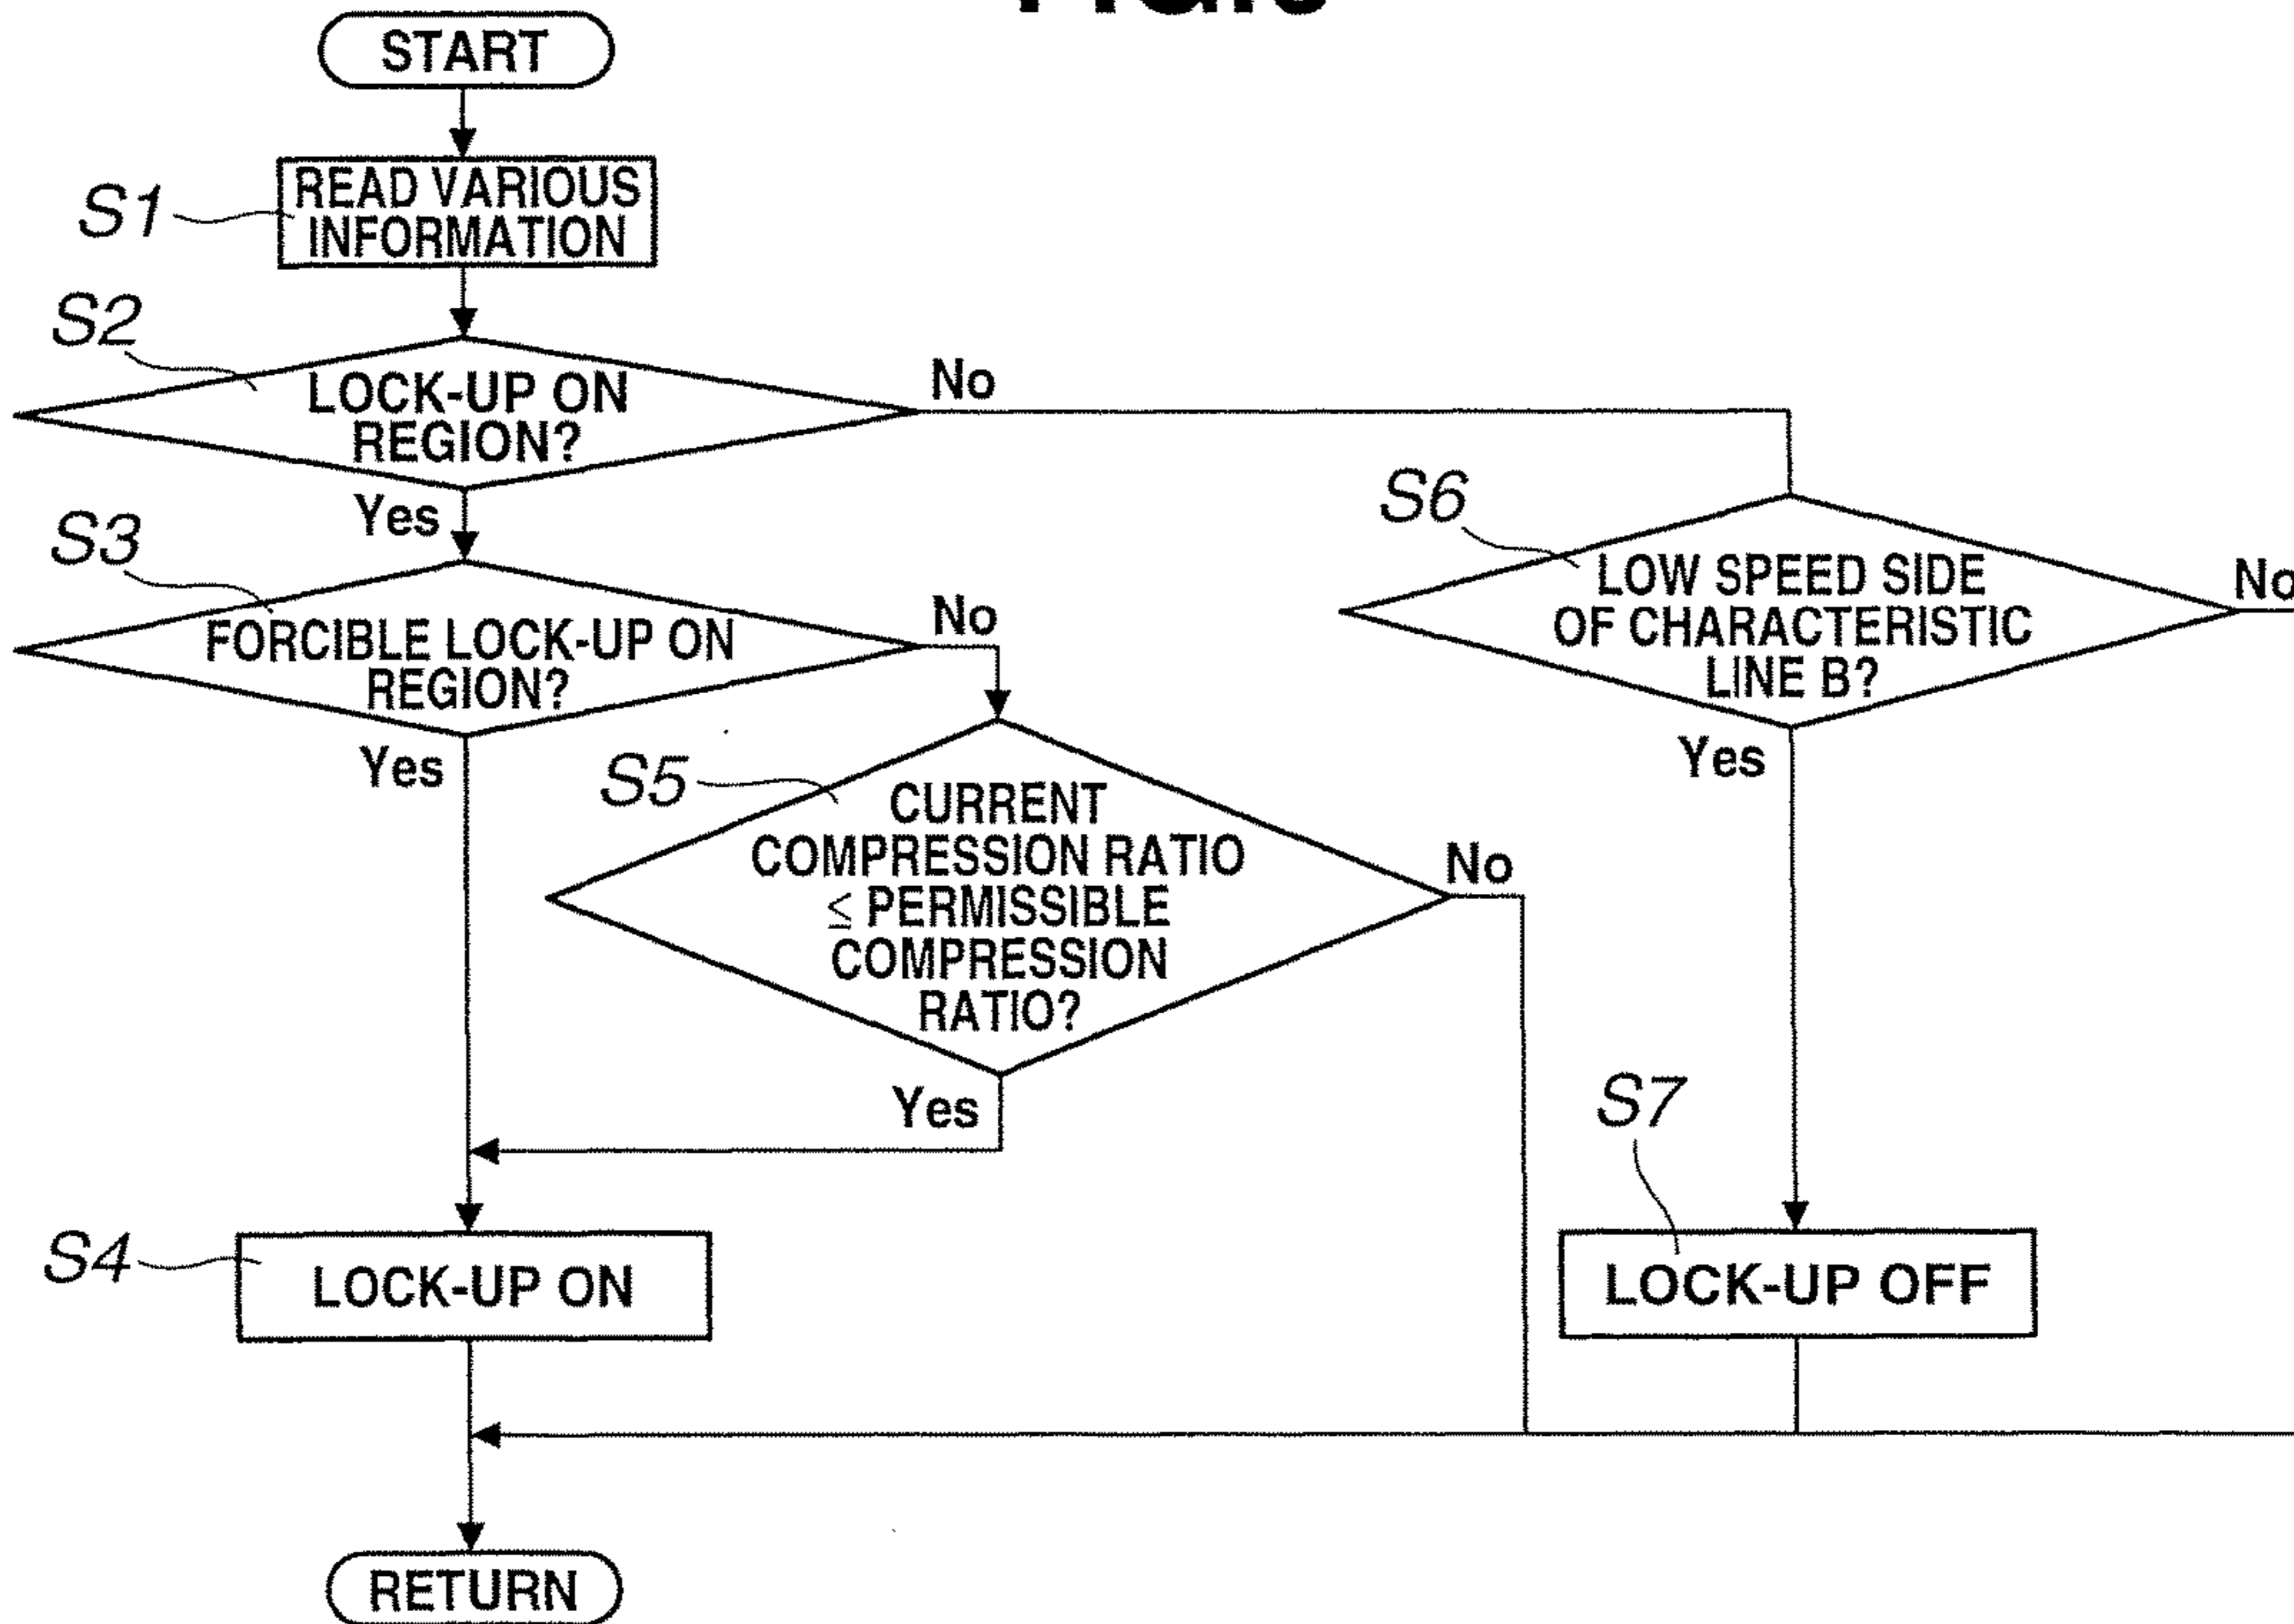 START
S1
READ VARIOUS
INFORMATION
S2
LOCK-UP ON
REGION?
No
Yes
S3
FORCIBLE LOCK-UP ON
REGION?
No
Yes
S5
CURRENT
COMPRESSION RATIO
≤ PERMISSIBLE
COMPRESSION
RATIO?
No
Yes
S6
LOW SPEED SIDE
OF CHARACTERISTIC
LINE B?
No
Yes
S4
LOCK-UP ON
S7
LOCK-UP OFF
RETURN